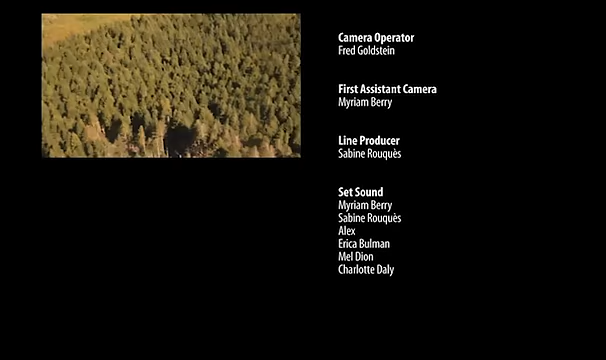 Camera Operator
Fred Goldstein
First Assistant Camera
Myriam Berry
Line Producer
Sabine Rouquès
Set Sound
Myriam Berry
Sabine Rouquès
Alex
Erica Bulman
Mel Dion
Charlotte Daly